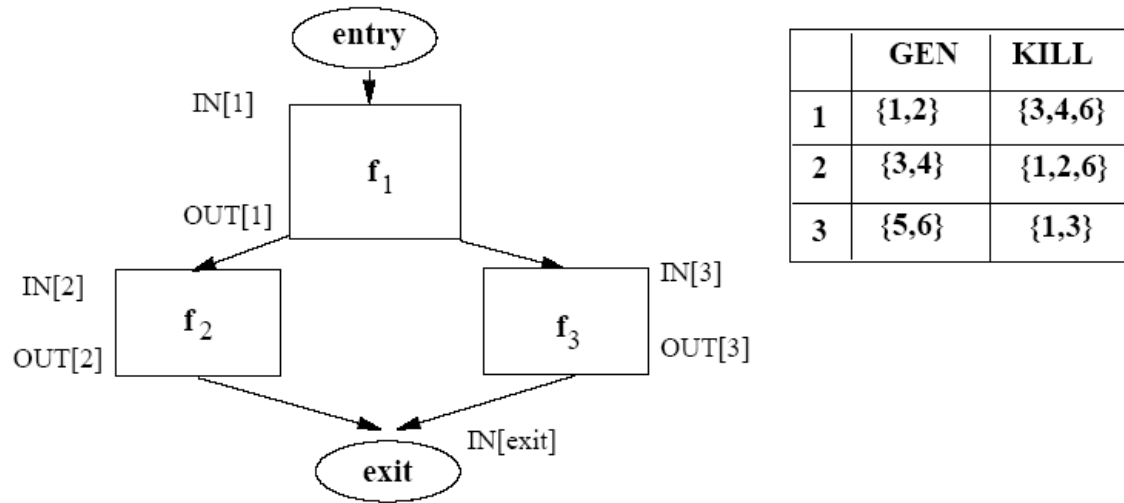 entry
IN[1]
f1
OUT[1]
IN[2]
f2
OUT[2]
IN[3]
f3
OUT[3]
IN[exit]
exit
GEN KILL
1 {1,2} {3,4,6}
2 {3,4} {1,2,6}
3 {5,6} {1,3}